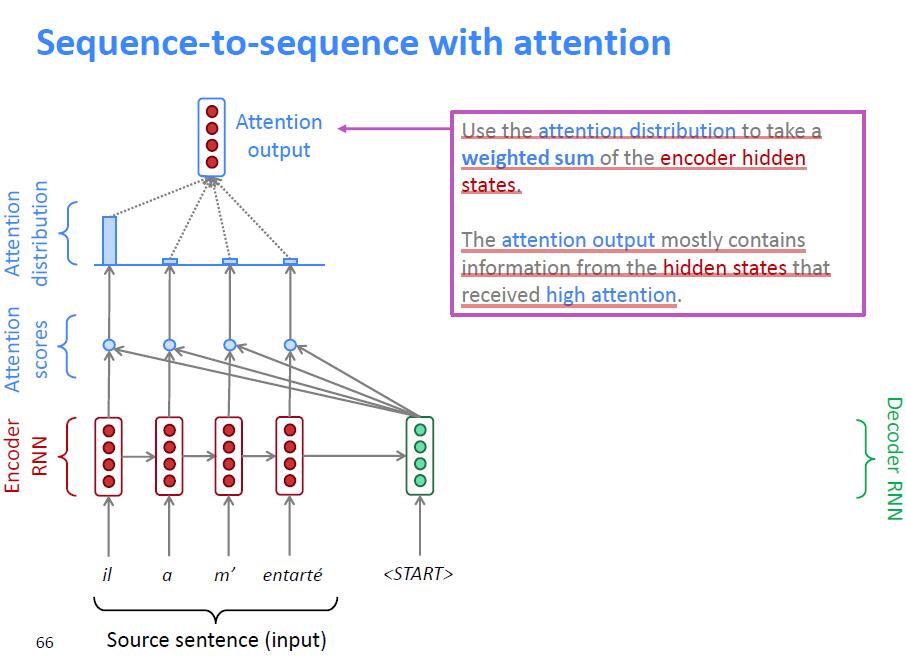 Sequence-to-sequence with attention
Attention
output
Use the attention distribution to take a
weighted sum of the encoder hidden
states.
The attention output mostly contains
information from the hidden states that
received high attention.
Attention
distribution
Attention
scores
Encoder
RNN
Decoder RNN
il a m’ entarté <START>
Source sentence (input)
66